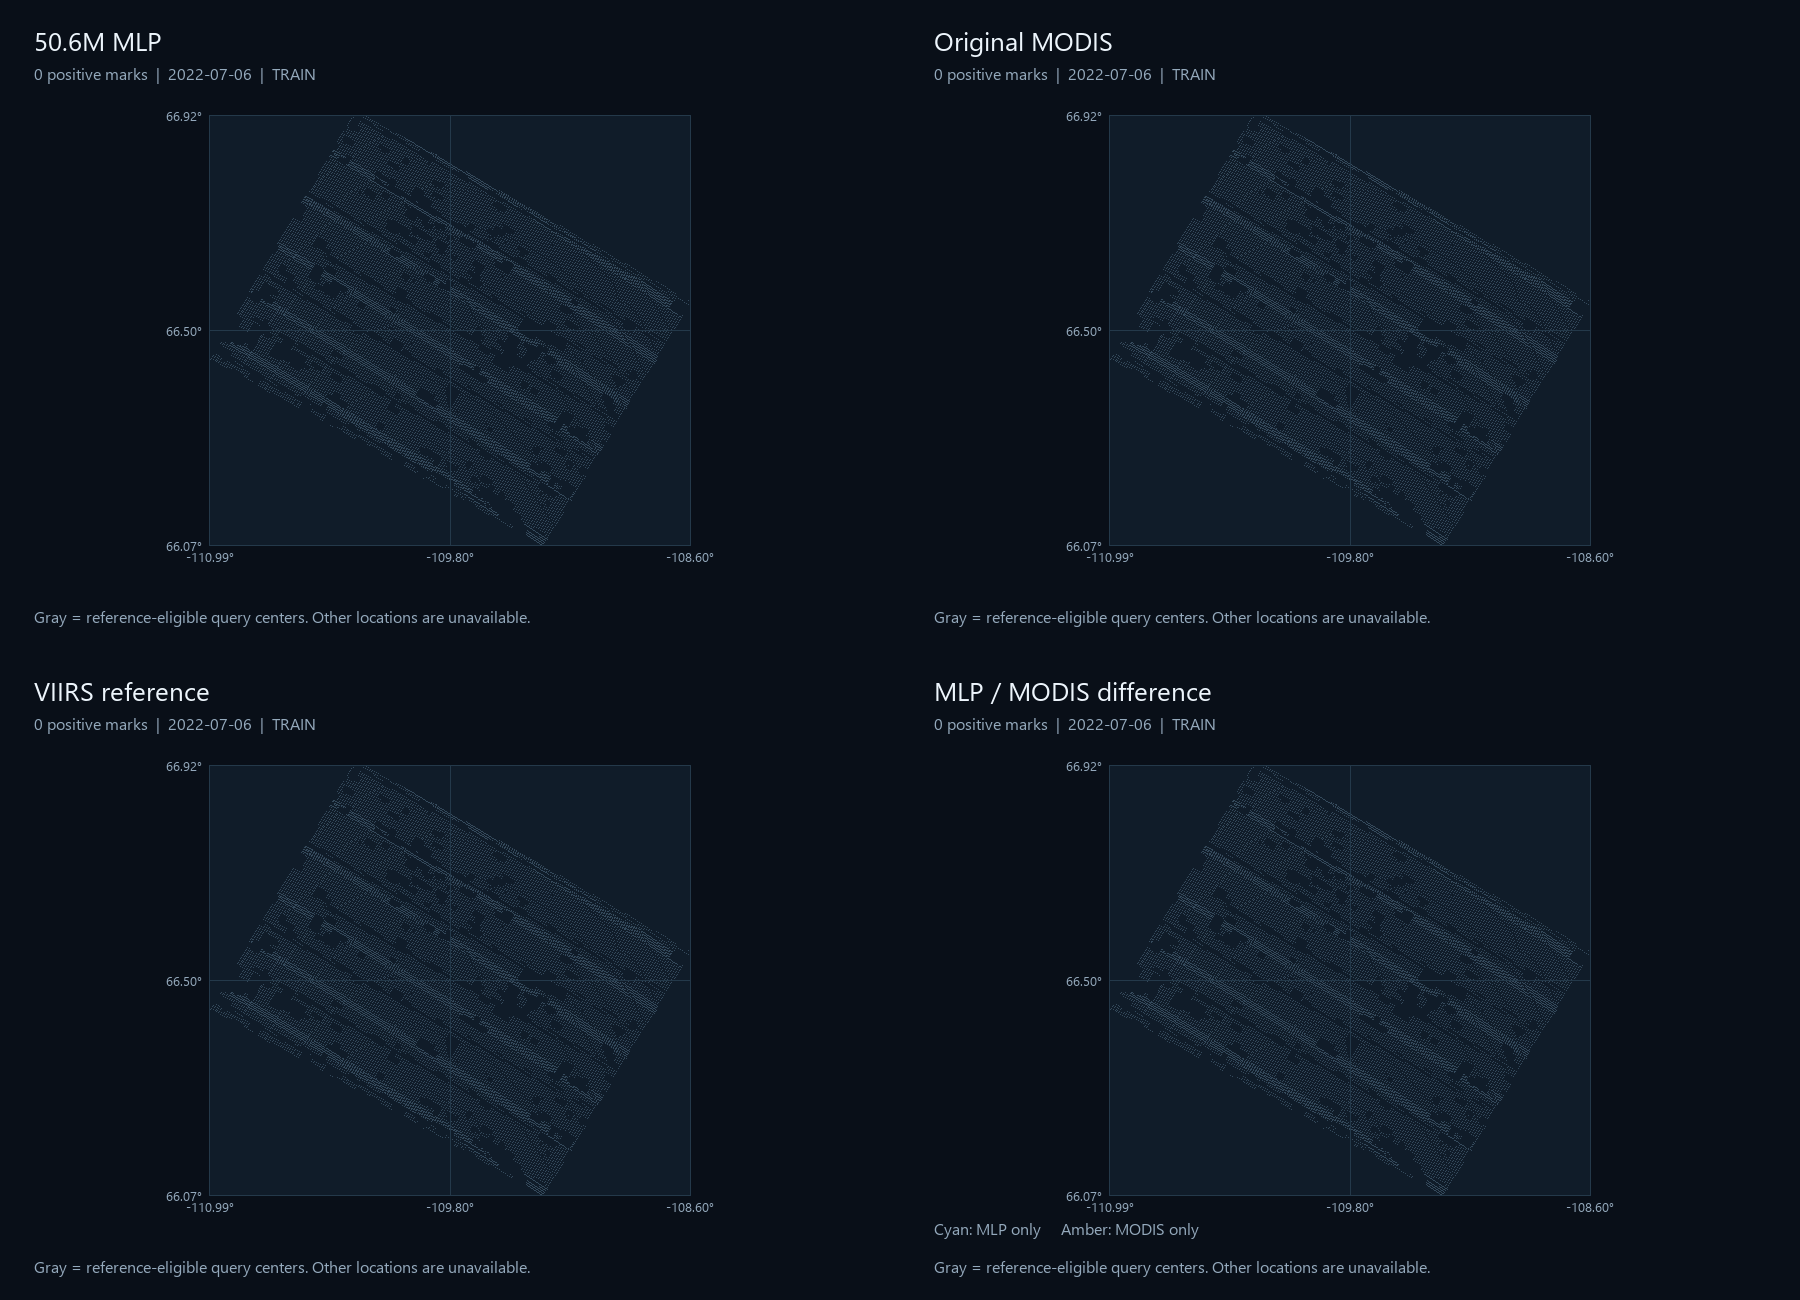 50.6M MLP
0 positive marks | 2022-07-06 | TRAIN
66.92°
66.50°
66.07°
-110.99° -109.80° -108.60°
Gray = reference-eligible query centers. Other locations are unavailable.
Original MODIS
0 positive marks | 2022-07-06 | TRAIN
66.92°
66.50°
66.07°
-110.99° -109.80° -108.60°
Gray = reference-eligible query centers. Other locations are unavailable.
VIIRS reference
0 positive marks | 2022-07-06 | TRAIN
66.92°
66.50°
66.07°
-110.99° -109.80° -108.60°
Gray = reference-eligible query centers. Other locations are unavailable.
MLP / MODIS difference
0 positive marks | 2022-07-06 | TRAIN
66.92°
66.50°
66.07°
-110.99° -109.80° -108.60°
Cyan: MLP only Amber: MODIS only
Gray = reference-eligible query centers. Other locations are unavailable.